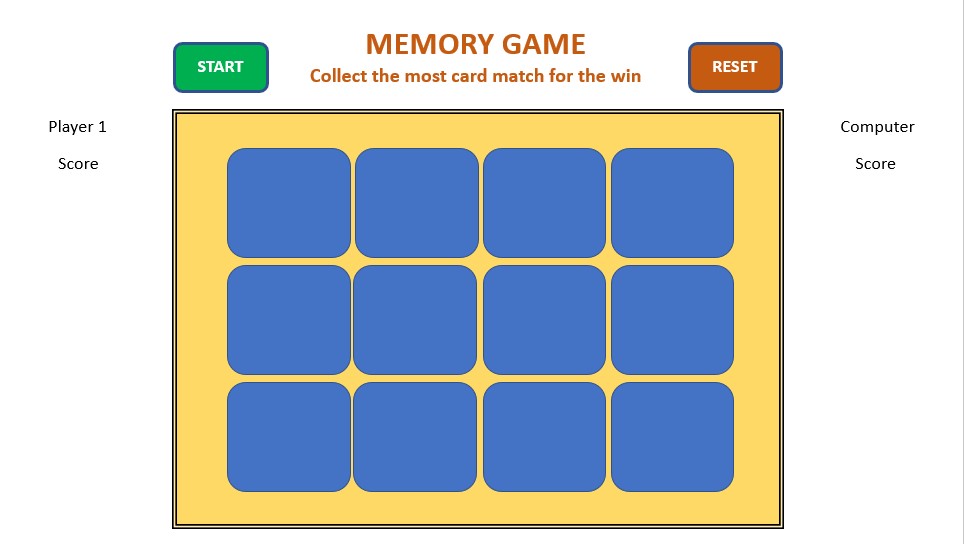 MEMORY GAME
START
Collect the most card match for the win
RESET
Player 1
Score
Computer
Score